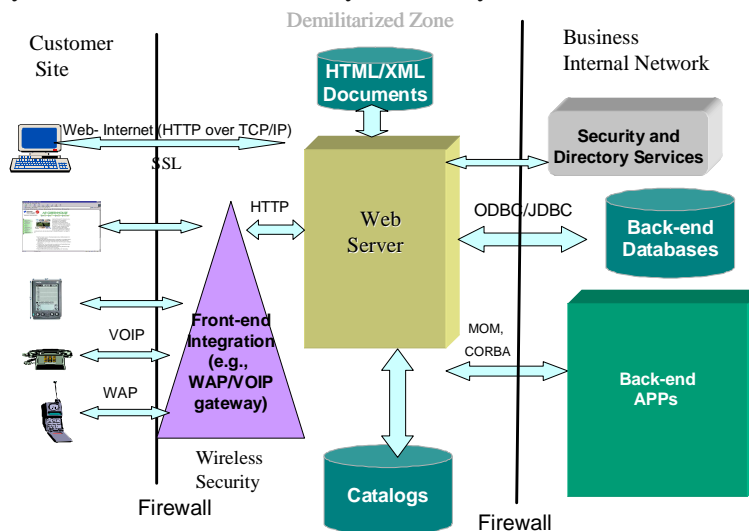 Demilitarized Zone
Customer
Site
Business
Internal Network
HTML/XML
Documents
Web- Internet (HTTP over TCP/IP)
SSL
Security and
Directory Services
HTTP
Web
Server
ODBC/JDBC
Back-end
Databases
Front-end
Integration
(e.g.,
WAP/VOIP
gateway)
VOIP
WAP
MOM,
CORBA
Back-end
APPs
Wireless
Security
Catalogs
Firewall
Firewall